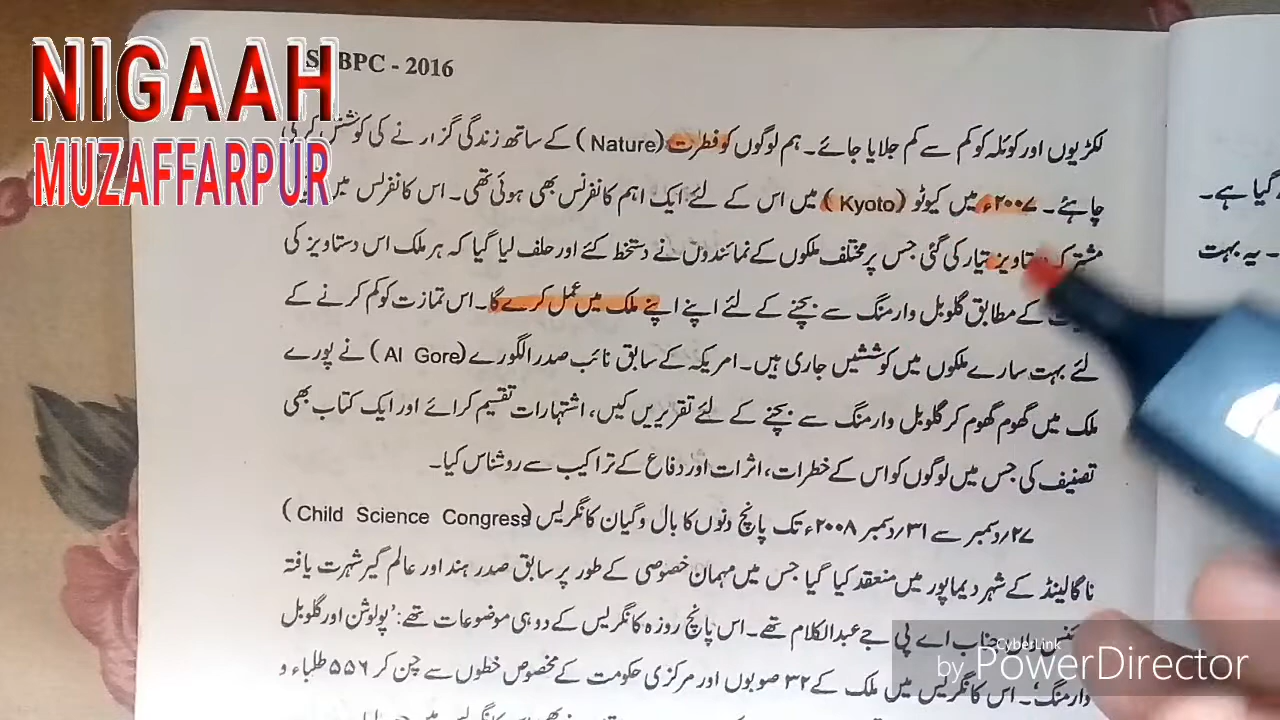 NIGAAH
MUZAFFARPUR
BPC - 2016
لکڑیوں اور کوئلہ کو کم سے کم جلایا جائے۔ ہم لوگوں کو فطرت (Nature) کے ساتھ زندگی گزارنے کی کوشش کرنی
چاہئے۔ ۲۰۰۷ء میں کیوٹو (Kyoto) میں اس کے لئے ایک اہم کانفرنس بھی ہوئی تھی۔ اس کانفرنس میں
مشترکہ دستاویز تیار کی گئی جس پر مختلف ملکوں کے نمائندوں نے دستخط کئے اور حلف لیا گیا کہ ہر ملک اس دستاویز کی
کے مطابق گلوبل وارمنگ سے بچنے کے لئے اپنے اپنے ملک میں عمل کرے گا۔ اس تمازت کو کم کرنے کے
لئے بہت سارے ملکوں میں کوششیں جاری ہیں۔ امریکہ کے سابق نائب صدر الگورے (Al Gore) نے پورے
ملک میں گھوم گھوم کر گلوبل وارمنگ سے بچنے کے لئے تقریریں کیں، اشتہارات تقسیم کرائے اور ایک کتاب بھی
تصنیف کی جس میں لوگوں کو اس کے خطرات، اثرات اور دفاع کے تراکیب سے روشناس کیا۔
۲۷؍دسمبر سے ۳۱؍دسمبر ۲۰۰۸ء تک پانچ دنوں کا بال وگیان کانگریس (Child Science Congress)
ناگالینڈ کے شہر دیماپور میں منعقد کیا گیا جس میں مہمان خصوصی کے طور پر سابق صدر ہند اور عالم گیر شہرت یافتہ
جناب اے پی جے عبدالکلام تھے۔ اس پانچ روزہ کانگریس کے دو ہی موضوعات تھے: 'پولوشن اور گلوبل
وارمنگ'۔ اس کانگریس میں ملک کے ۳۲ صوبوں اور مرکزی حکومت کے مخصوص خطوں سے چن کر ۵۵۶ طلباء و
گیا ہے۔
۔ یہ بہت
CyberLink
by PowerDirector